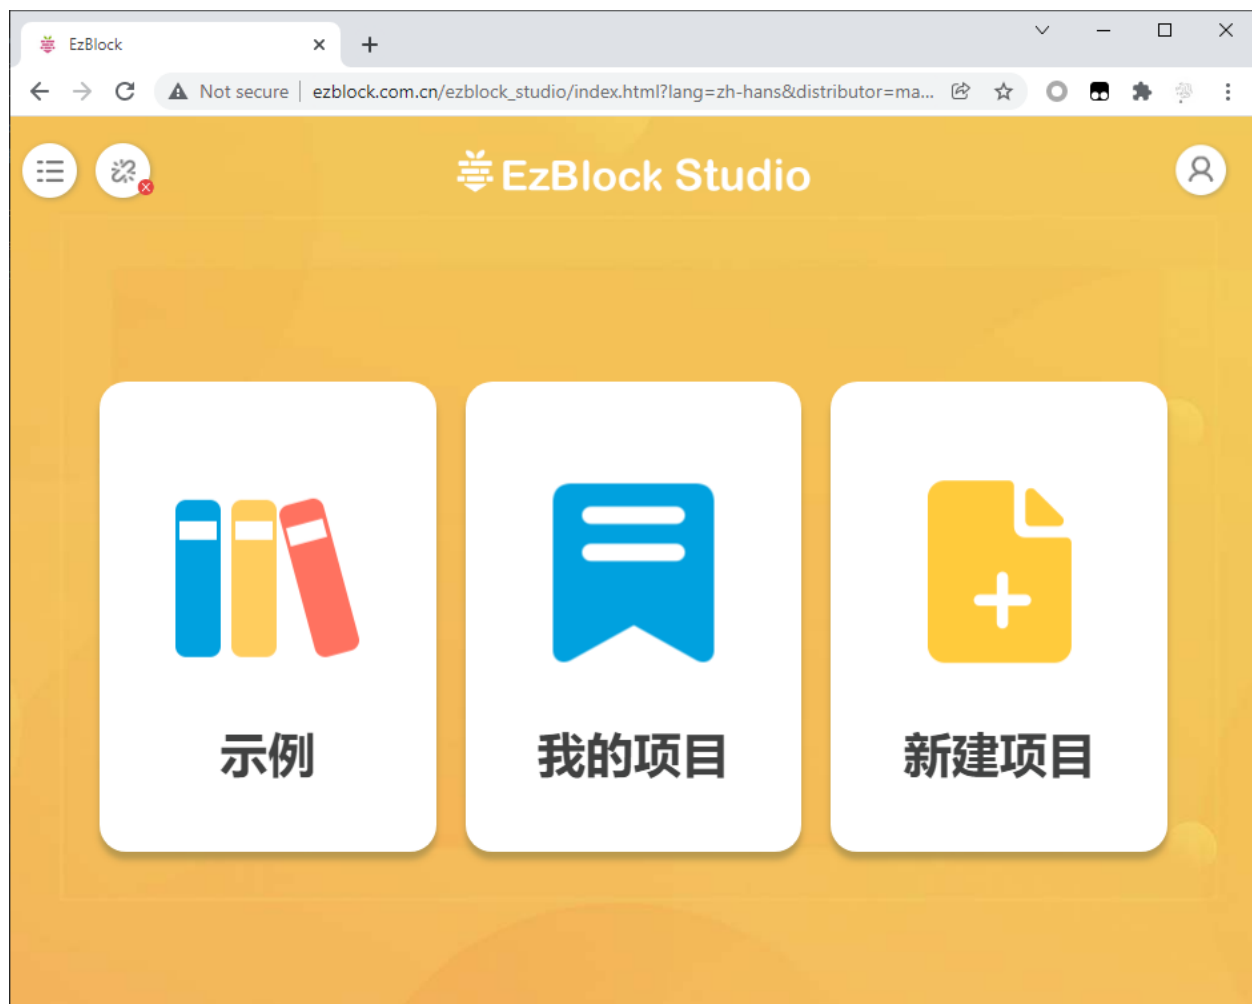 EzBlock
Not secure
ezblock.com.cn/ezblock_studio/index.html?lang=zh-hans&distributor=ma...
EzBlock Studio
示例
我的项目
新建项目